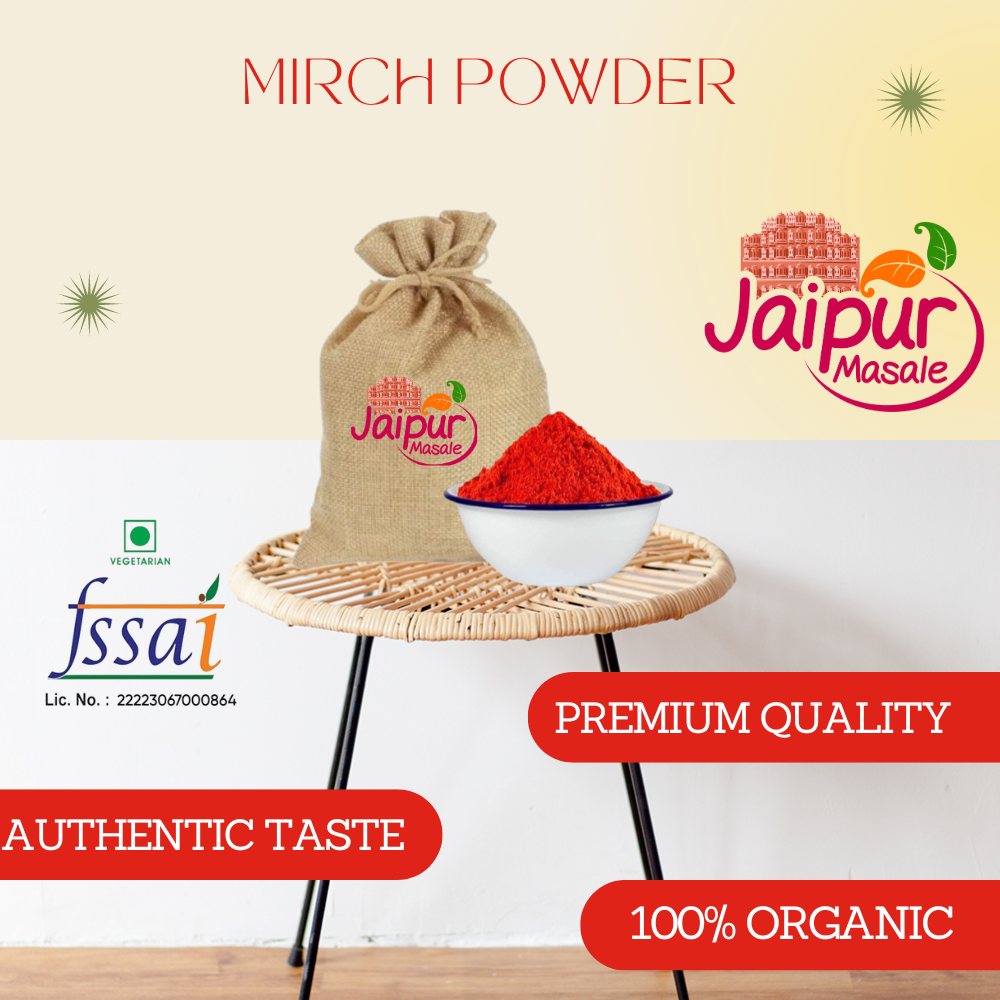 MIRCH POWDER
Jaipur
Masale
Jaipur
Masale
VEGETARIAN
fssai
Lic. No. : 22223067000864
PREMIUM QUALITY
AUTHENTIC TASTE
100% ORGANIC